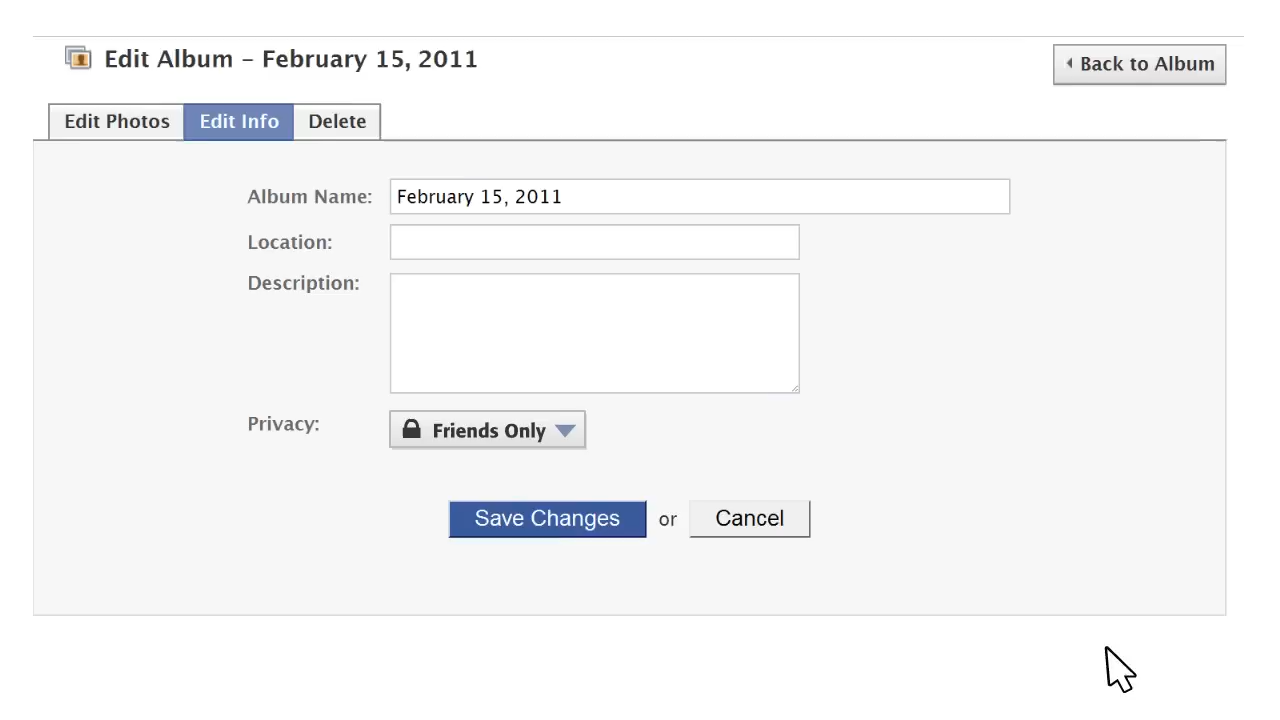 Edit Album – February 15, 2011
Back to Album
Edit Photos Edit Info Delete
Album Name: February 15, 2011
Location:
Description:
Privacy: Friends Only
Save Changes or Cancel